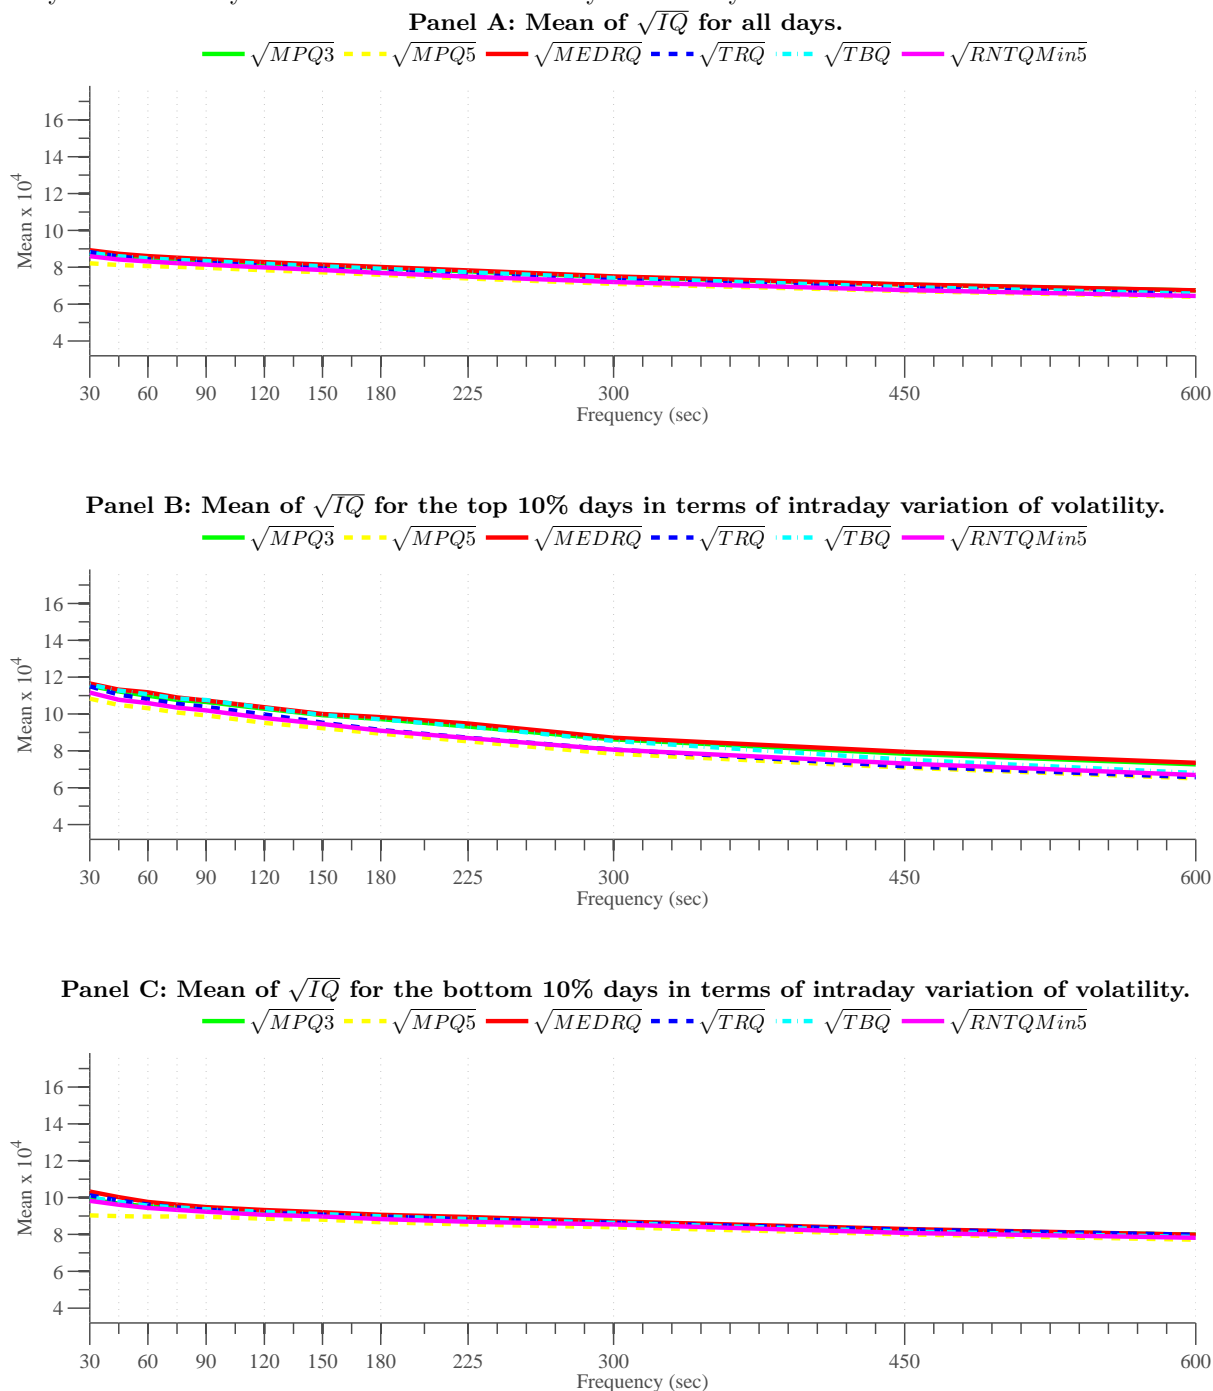 Panel A: Mean of √IQ for all days.
√MPQ3 √MPQ5 √MEDRQ √TRQ √TBQ √RNTQMin5
16
14
12
10
8
6
4
Mean x 10^4
30 60 90 120 150 180 225 300 450 600
Frequency (sec)
Panel B: Mean of √IQ for the top 10% days in terms of intraday variation of volatility.
√MPQ3 √MPQ5 √MEDRQ √TRQ √TBQ √RNTQMin5
16
14
12
10
8
6
4
Mean x 10^4
30 60 90 120 150 180 225 300 450 600
Frequency (sec)
Panel C: Mean of √IQ for the bottom 10% days in terms of intraday variation of volatility.
√MPQ3 √MPQ5 √MEDRQ √TRQ √TBQ √RNTQMin5
16
14
12
10
8
6
4
Mean x 10^4
30 60 90 120 150 180 225 300 450 600
Frequency (sec)